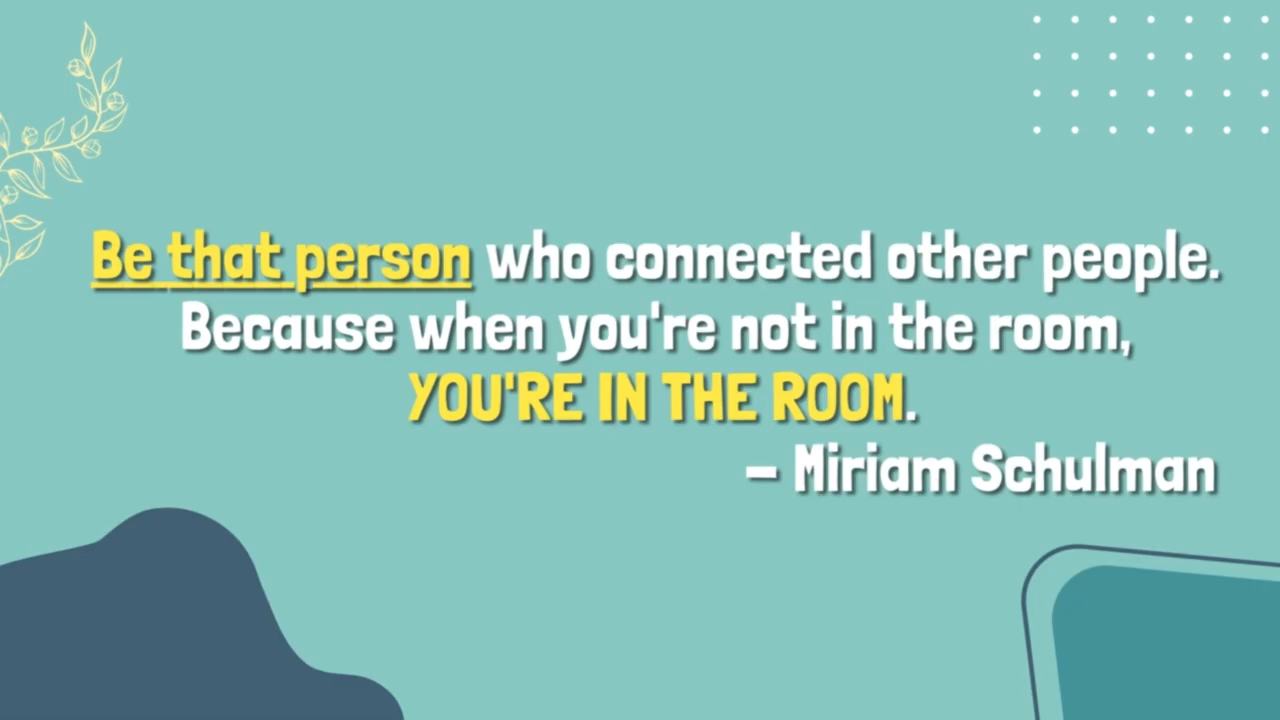 Be that person who connected other people.
Because when you're not in the room,
YOU'RE IN THE ROOM.
– Miriam Schulman